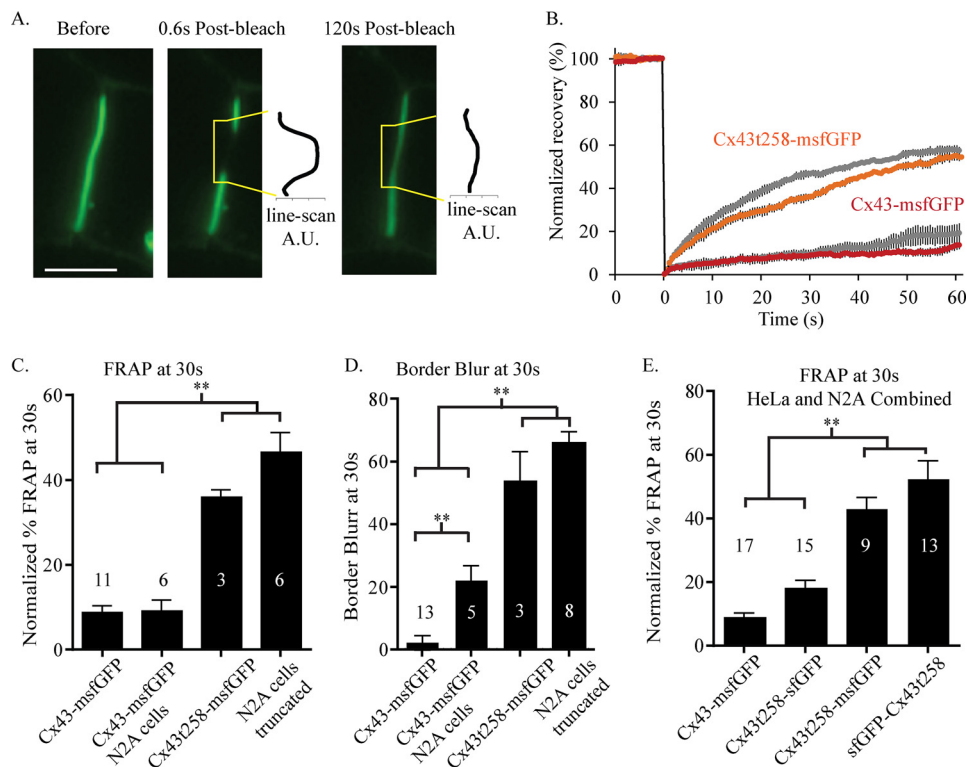 A.
Before
0.6s Post-bleach
120s Post-bleach
line-scan
A.U.
line-scan
A.U.
B.
Normalized recovery (%)
100
80
60
40
20
0
Cx43t258-msfGFP
Cx43-msfGFP
0
0
10
20
30
40
50
60
Time (s)
C.
FRAP at 30s
**
Normalized % FRAP at 30s
60
40
20
0
11
6
3
6
Cx43-msfGFP
Cx43-msfGFP
N2A cells
Cx43t258-msfGFP
N2A cells
truncated
D.
Border Blur at 30s
**
**
Border Blurr at 30s
80
60
40
20
0
13
5
3
8
Cx43-msfGFP
Cx43-msfGFP
N2A cells
Cx43t258-msfGFP
N2A cells
truncated
E.
FRAP at 30s
HeLa and N2A Combined
**
Normalized % FRAP at 30s
80
60
40
20
0
17
15
9
13
Cx43-msfGFP
Cx43t258-sfGFP
Cx43t258-msfGFP
sfGFP-Cx43t258